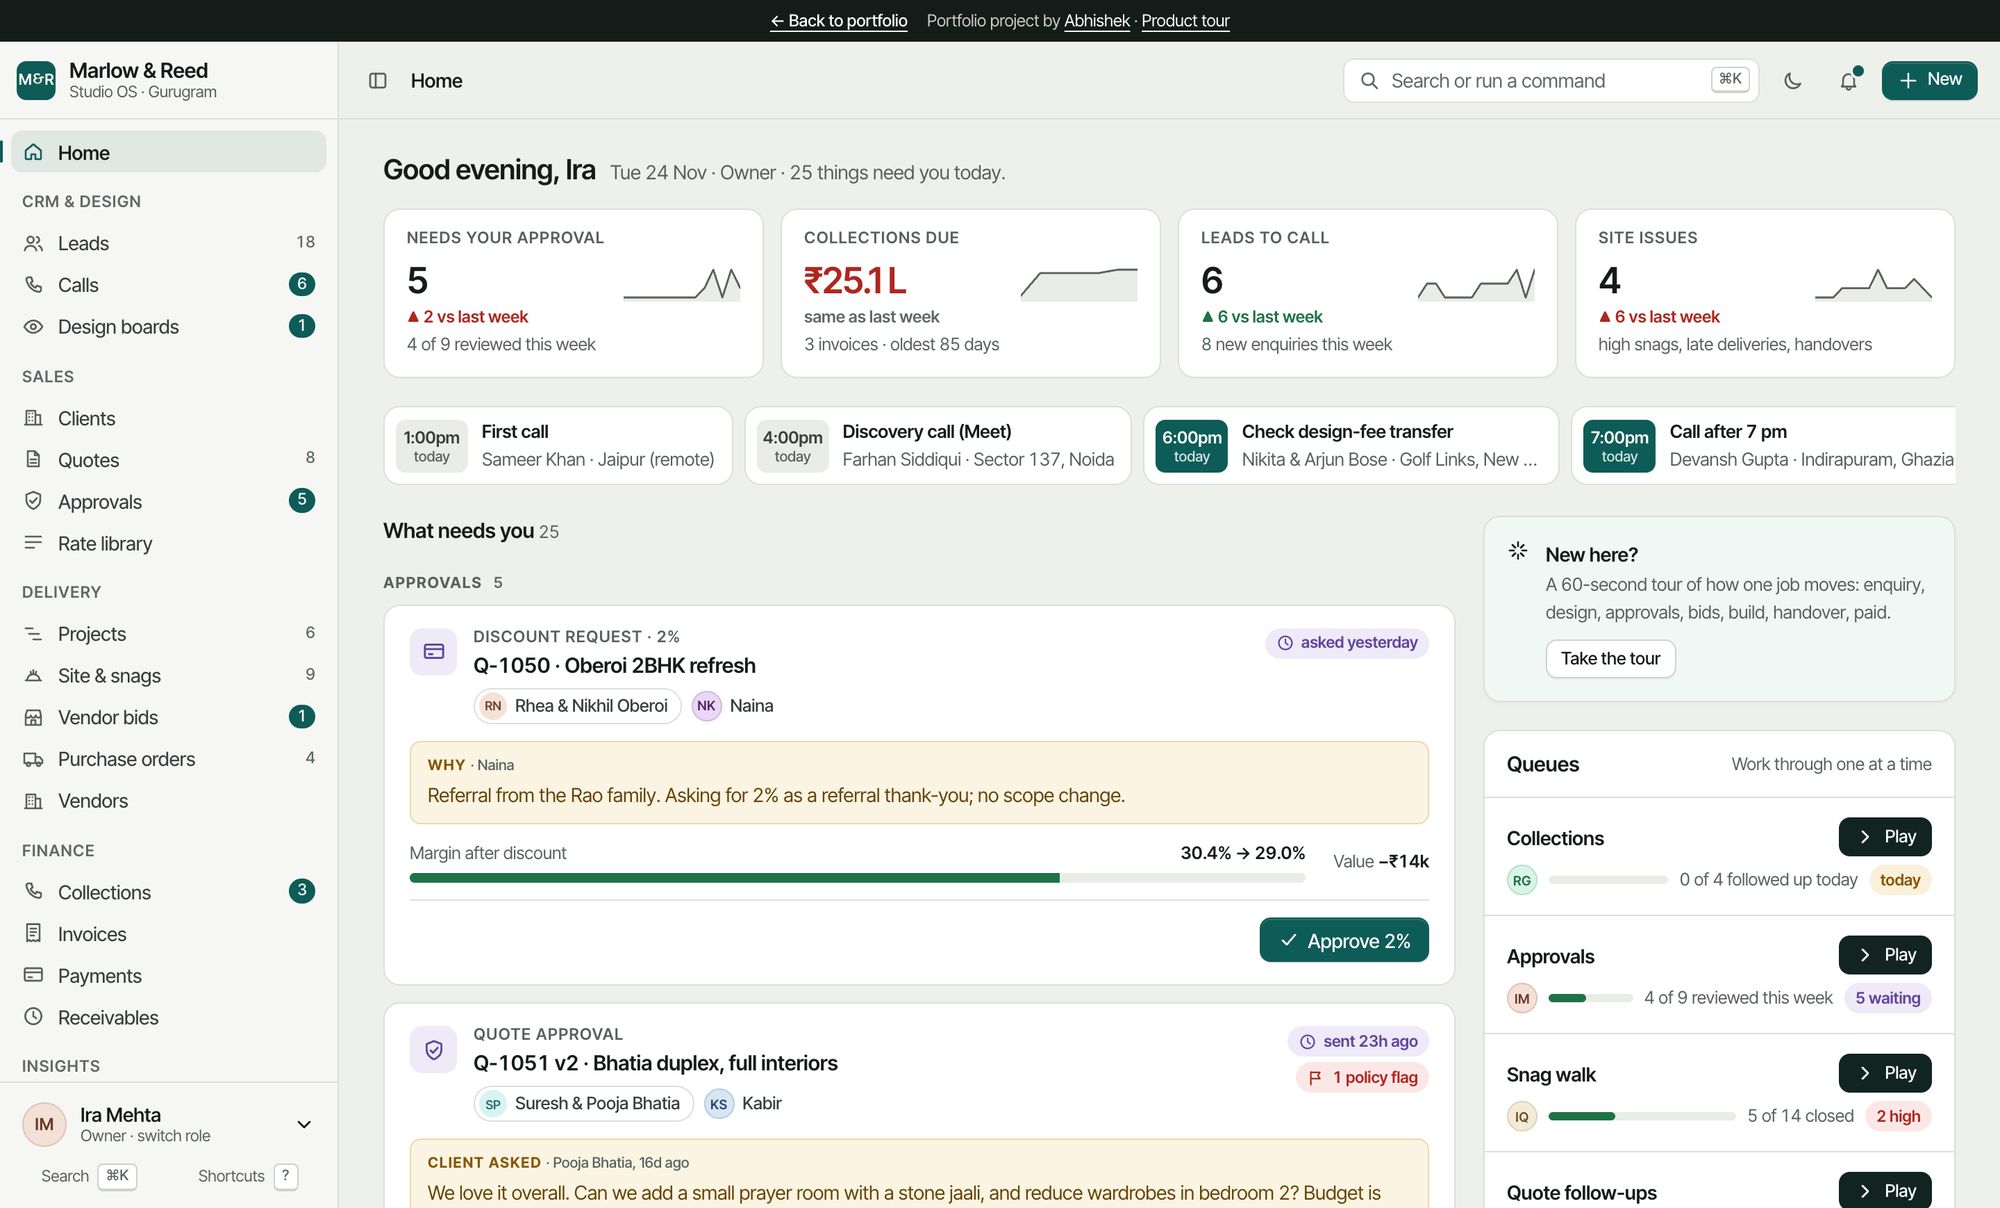 ← Back to portfolio Portfolio project by Abhishek · Product tour
M&R
Marlow & Reed
Studio OS · Gurugram
Home
Search or run a command ⌘K
+ New
Home
CRM & DESIGN
Leads 18
Calls 6
Design boards 1
SALES
Clients
Quotes 8
Approvals 5
Rate library
DELIVERY
Projects 6
Site & snags 9
Vendor bids 1
Purchase orders 4
Vendors
FINANCE
Collections 3
Invoices
Payments
Receivables
INSIGHTS
IM
Ira Mehta
Owner · switch role
Search ⌘K Shortcuts ?
Good evening, Ira Tue 24 Nov · Owner · 25 things need you today.
NEEDS YOUR APPROVAL
5
▲ 2 vs last week
4 of 9 reviewed this week
COLLECTIONS DUE
₹25.1L
same as last week
3 invoices · oldest 85 days
LEADS TO CALL
6
▲ 6 vs last week
8 new enquiries this week
SITE ISSUES
4
▲ 6 vs last week
high snags, late deliveries, handovers
1:00pm
today
First call
Sameer Khan · Jaipur (remote)
4:00pm
today
Discovery call (Meet)
Farhan Siddiqui · Sector 137, Noida
6:00pm
today
Check design-fee transfer
Nikita & Arjun Bose · Golf Links, New ...
7:00pm
today
Call after 7 pm
Devansh Gupta · Indirapuram, Ghazia
What needs you 25
APPROVALS 5
DISCOUNT REQUEST · 2%
Q-1050 · Oberoi 2BHK refresh
RN Rhea & Nikhil Oberoi NK Naina
asked yesterday
WHY · Naina
Referral from the Rao family. Asking for 2% as a referral thank-you; no scope change.
Margin after discount 30.4% → 29.0% Value −₹14k
Approve 2%
QUOTE APPROVAL
Q-1051 v2 · Bhatia duplex, full interiors
SP Suresh & Pooja Bhatia KS Kabir
sent 23h ago
1 policy flag
CLIENT ASKED · Pooja Bhatia, 16d ago
We love it overall. Can we add a small prayer room with a stone jaali, and reduce wardrobes in bedroom 2? Budget is
New here?
A 60-second tour of how one job moves: enquiry,
design, approvals, bids, build, handover, paid.
Take the tour
Queues Work through one at a time
Collections Play
RG 0 of 4 followed up today today
Approvals Play
IM 4 of 9 reviewed this week 5 waiting
Snag walk Play
IQ 5 of 14 closed 2 high
Quote follow-ups Play